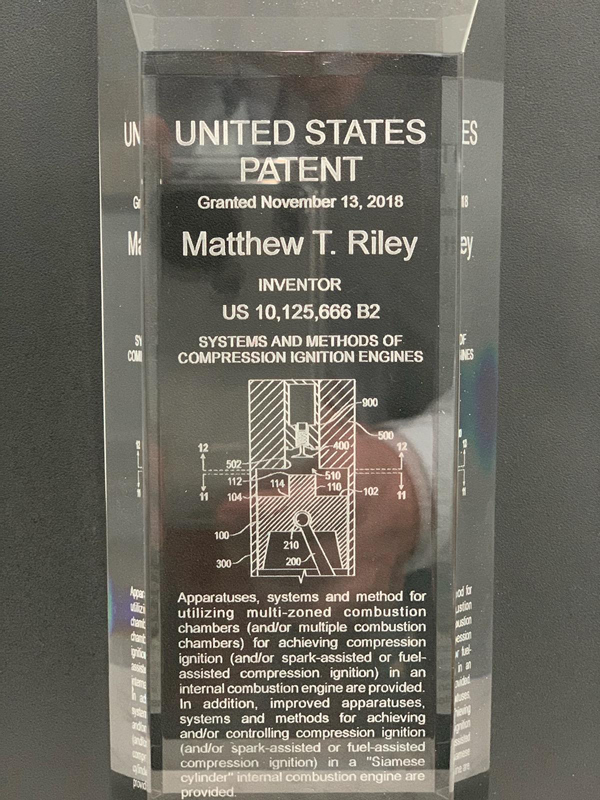 UNITED STATES
PATENT
Granted November 13, 2018
Matthew T. Riley
INVENTOR
US 10,125,666 B2
SYSTEMS AND METHODS OF
COMPRESSION IGNITION ENGINES
900
500
400
12
12
502
510
112
114
110
11
104
102
11
100
210
200
300
Apparatuses, systems and method for
utilizing multi-zoned combustion
chambers (and/or multiple combustion
chambers) for achieving compression
ignition (and/or spark-assisted or fuel-
assisted compression ignition) in an
internal combustion engine are provided.
In addition, improved apparatuses,
systems and methods for achieving
and/or controlling compression ignition
(and/or spark-assisted or fuel-assisted
compression ignition) in a "Siamese
cylinder" internal combustion engine are
provided.